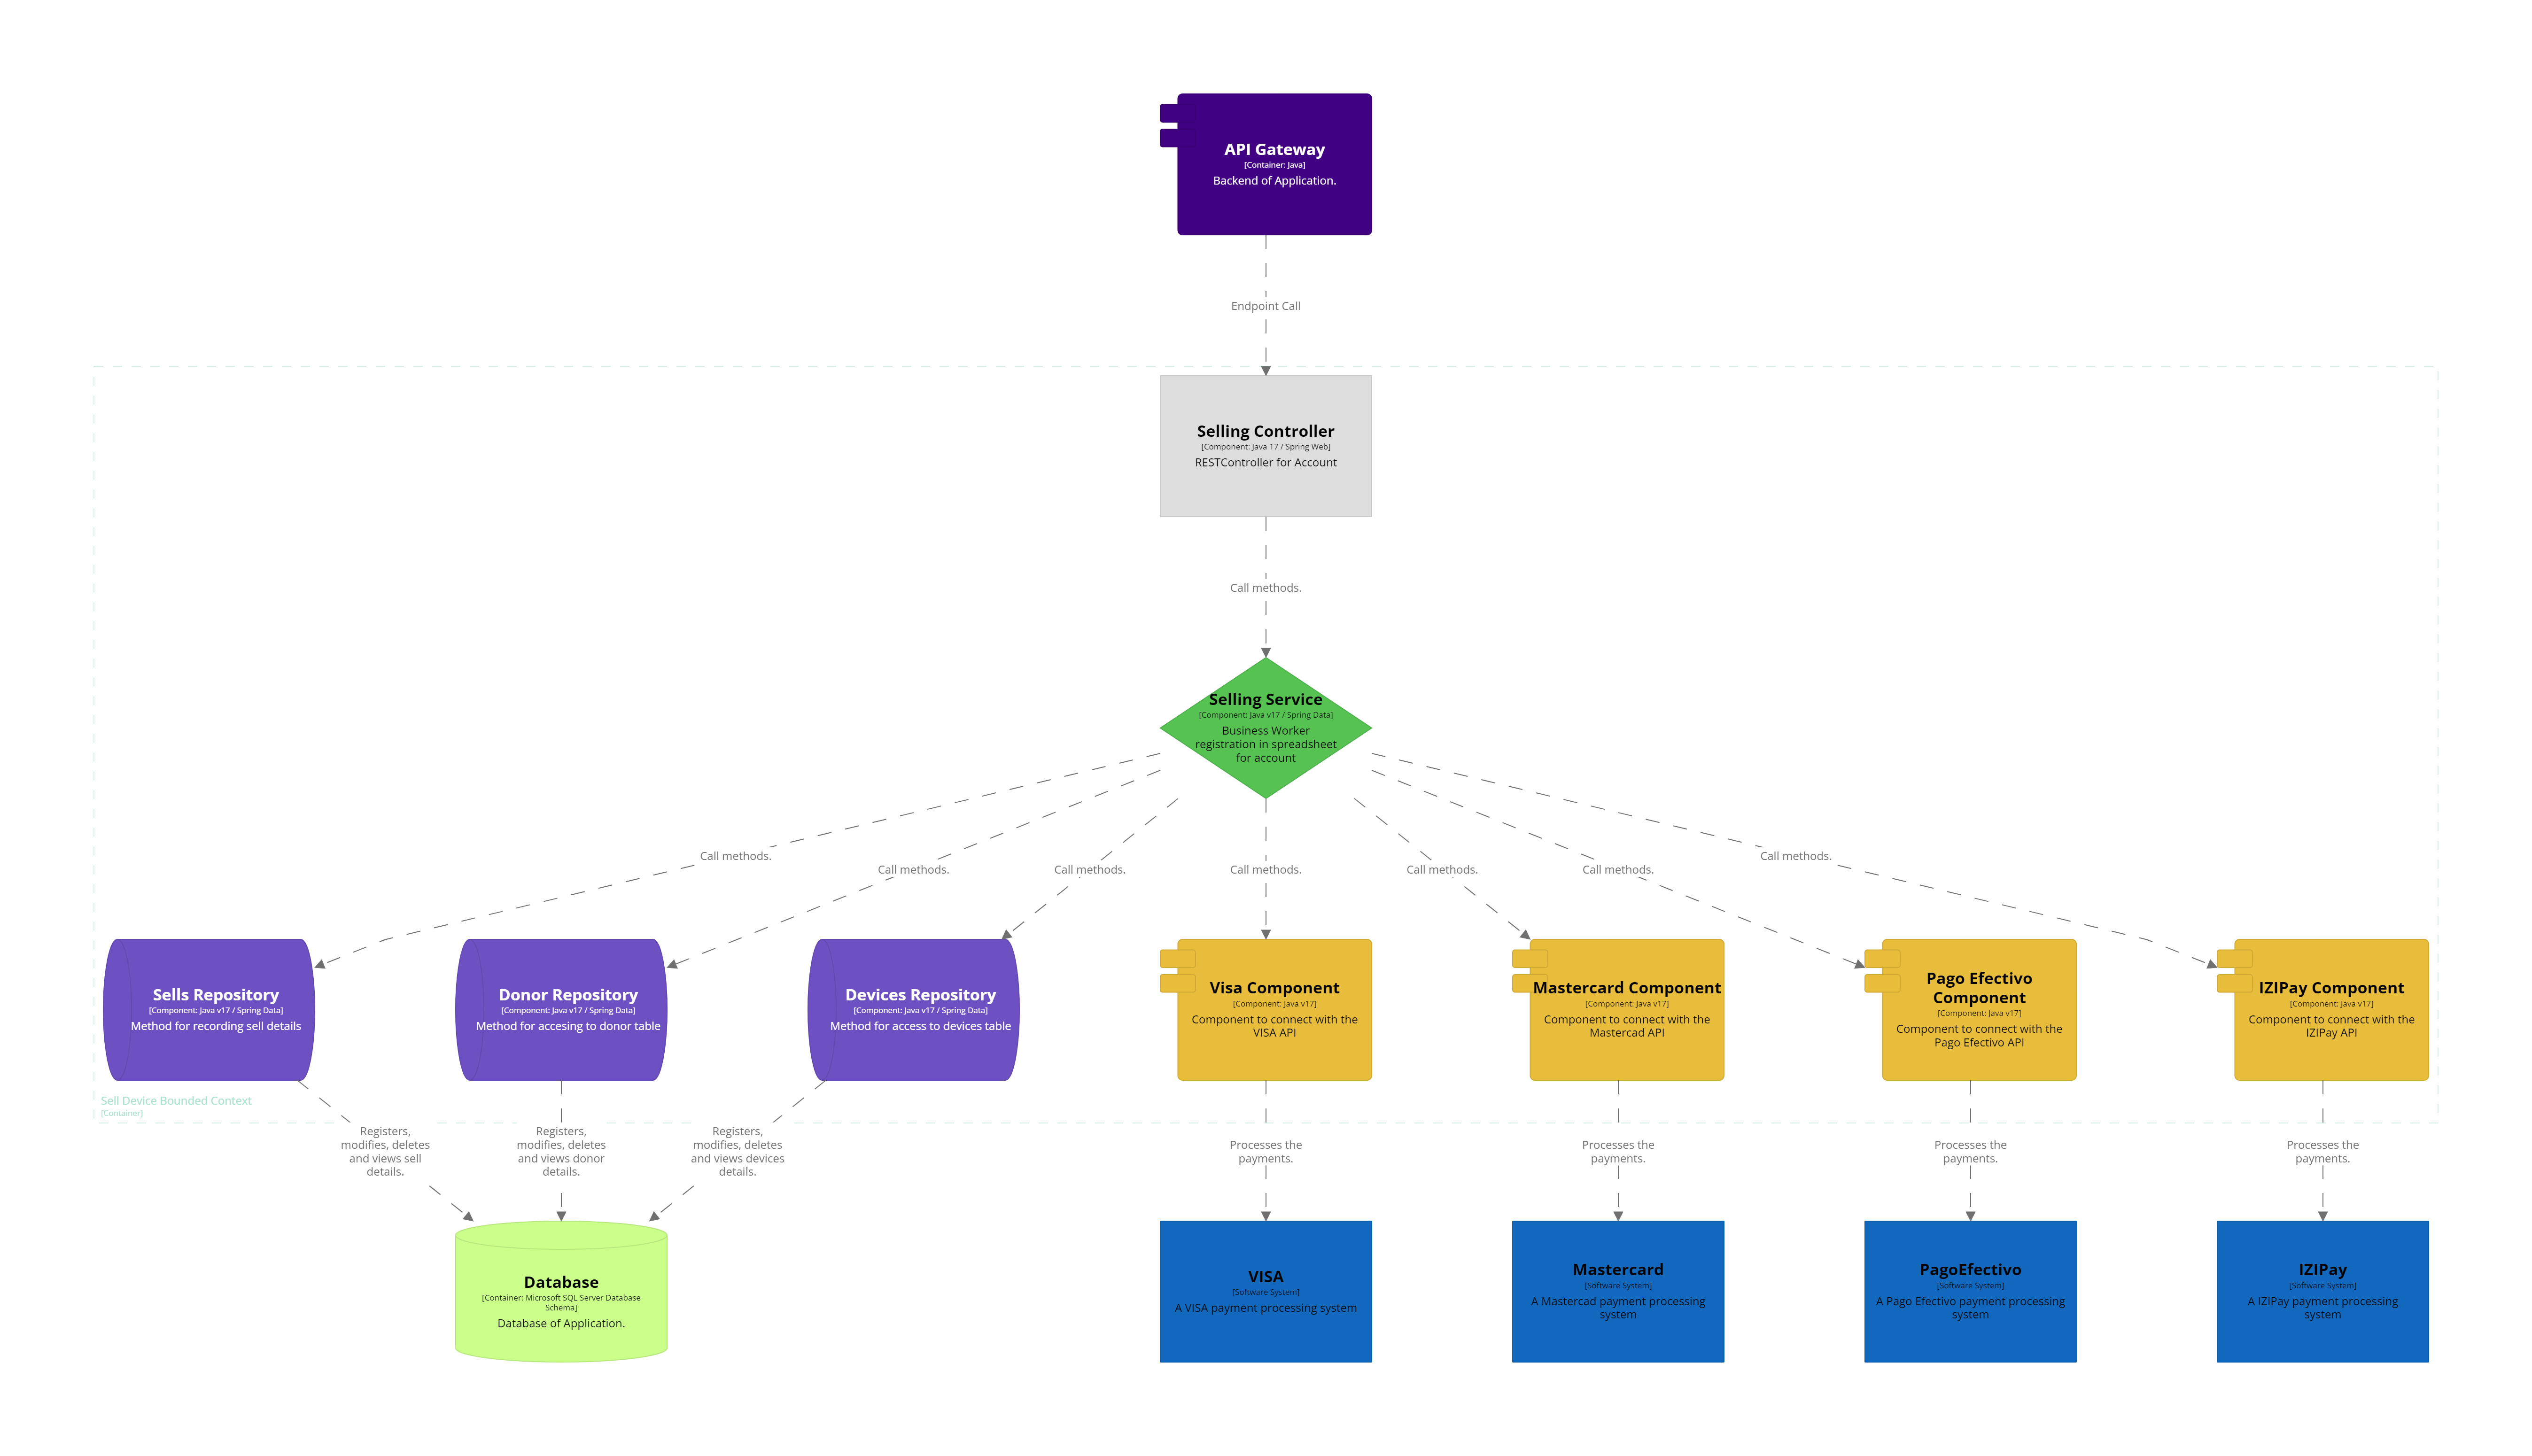 API Gateway
[Container: Java]
Backend of Application.
Endpoint Call
Selling Controller
[Component: Java 17 / Spring Web]
RESTController for Account
Call methods.
Selling Service
[Component: Java v17 / Spring Data]
Business Worker
registration in spreadsheet
for account
Call methods.
Call methods.
Call methods.
Call methods.
Call methods.
Call methods.
Call methods.
Sells Repository
[Component: Java v17 / Spring Data]
Method for recording sell details
Donor Repository
[Component: Java v17 / Spring Data]
Method for accesing to donor table
Devices Repository
[Component: Java v17 / Spring Data]
Method for access to devices table
Visa Component
[Component: Java v17]
Component to connect with the
VISA API
Mastercard Component
[Component: Java v17]
Component to connect with the
Mastercad API
Pago Efectivo
Component
[Component: Java v17]
Component to connect with the
Pago Efectivo API
IZIPay Component
[Component: Java v17]
Component to connect with the
IZIPay API
Sell Device Bounded Context
[Container]
Registers,
modifies, deletes
and views sell
details.
Registers,
modifies, deletes
and views donor
details.
Registers,
modifies, deletes
and views devices
details.
Processes the
payments.
Processes the
payments.
Processes the
payments.
Processes the
payments.
Database
[Container: Microsoft SQL Server Database
Schema]
Database of Application.
VISA
[Software System]
A VISA payment processing system
Mastercard
[Software System]
A Mastercad payment processing
system
PagoEfectivo
[Software System]
A Pago Efectivo payment processing
system
IZIPay
[Software System]
A IZIPay payment processing
system